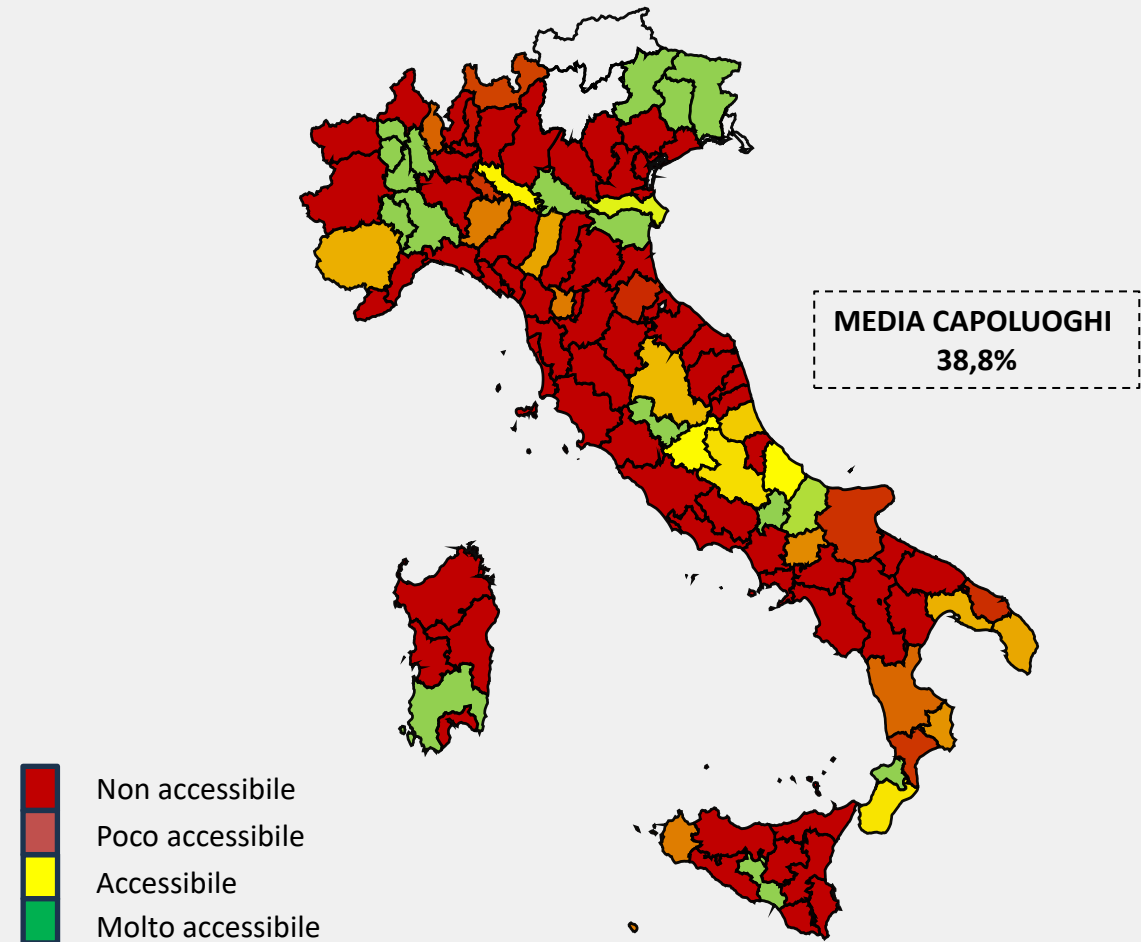 MEDIA CAPOLUOGHI
38,8%
Non accessibile
Poco accessibile
Accessibile
Molto accessibile